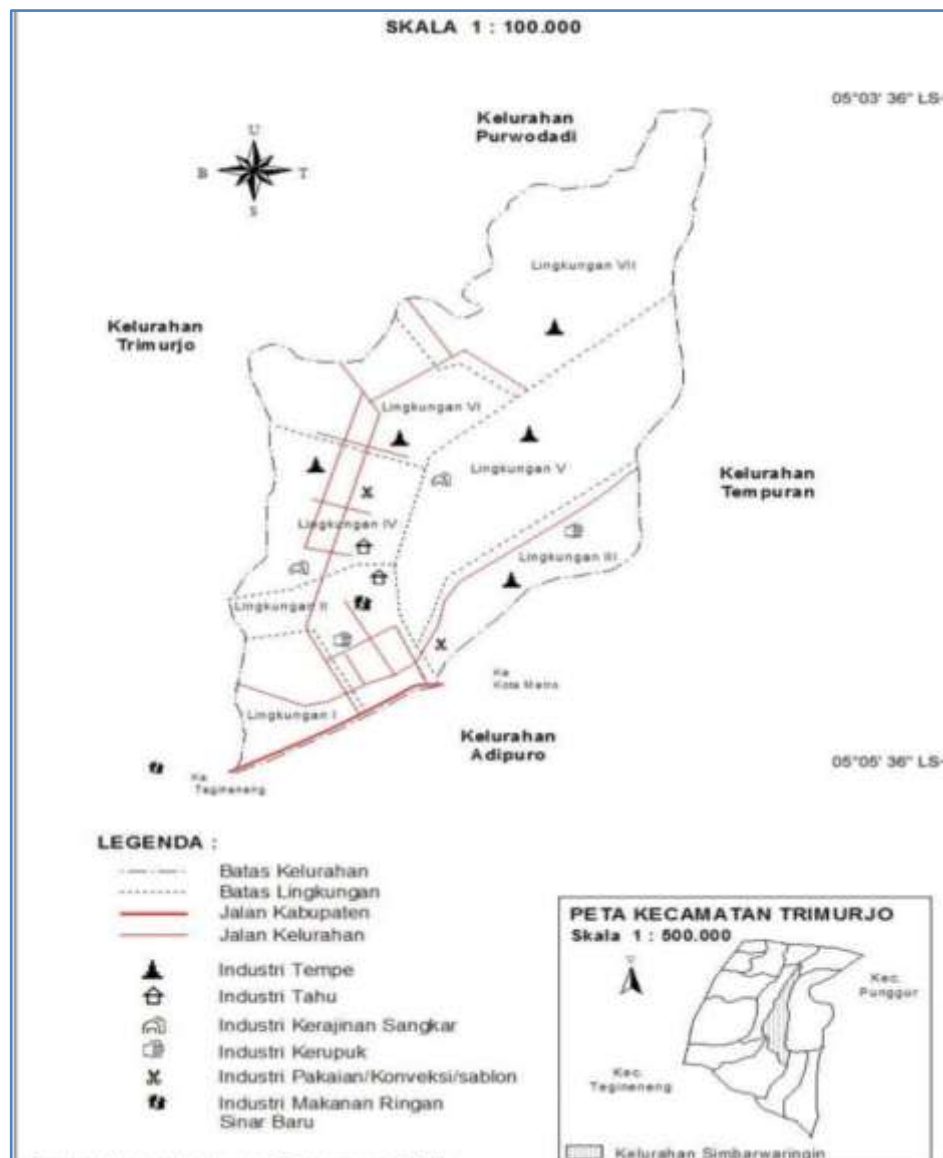 SKALA 1 : 100.000
05°03' 36" LS
Kelurahan
Purwodadi
U
B
T
S
Lingkungan VII
Kelurahan
Trimurjo
Lingkungan VI
Lingkungan V
Kelurahan
Tempuran
Lingkungan IV
Lingkungan III
Lingkungan II
Ke
Kota Metro
Lingkungan I
Kelurahan
Adipuro
05°05' 36" LS
Ke
Tegineneng
LEGENDA :
Batas Kelurahan
Batas Lingkungan
Jalan Kabupaten
Jalan Kelurahan
Industri Tempe
Industri Tahu
Industri Kerajinan Sangkar
Industri Kerupuk
Industri Pakaian/Konveksi/sablon
Industri Makanan Ringan
Sinar Baru
PETA KECAMATAN TRIMURJO
Skala 1 : 500.000
Kec.
Punggur
Kec.
Tegineneng
Kelurahan Simbarwaringin